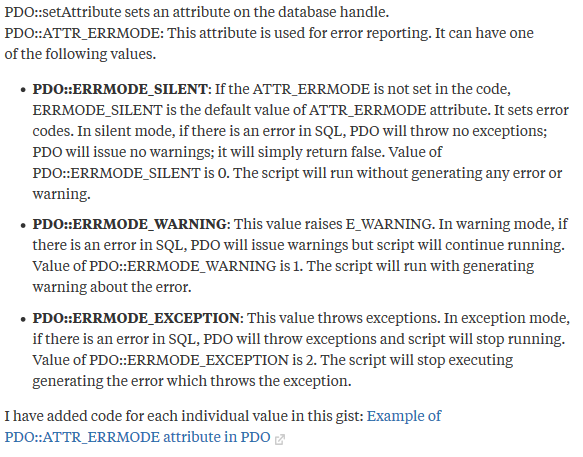 PDO::setAttribute sets an attribute on the database handle.
PDO::ATTR_ERRMODE: This attribute is used for error reporting. It can have one
of the following values.
• PDO::ERRMODE_SILENT: If the ATTR_ERRMODE is not set in the code,
ERRMODE_SILENT is the default value of ATTR_ERRMODE attribute. It sets error
codes. In silent mode, if there is an error in SQL, PDO will throw no exceptions;
PDO will issue no warnings; it will simply return false. Value of
PDO::ERRMODE_SILENT is 0. The script will run without generating any error or
warning.
• PDO::ERRMODE_WARNING: This value raises E_WARNING. In warning mode, if
there is an error in SQL, PDO will issue warnings but script will continue running.
Value of PDO::ERRMODE_WARNING is 1. The script will run with generating
warning about the error.
• PDO::ERRMODE_EXCEPTION: This value throws exceptions. In exception mode,
if there is an error in SQL, PDO will throw exceptions and script will stop running.
Value of PDO::ERRMODE_EXCEPTION is 2. The script will stop executing
generating the error which throws the exception.
I have added code for each individual value in this gist: Example of
PDO::ATTR_ERRMODE attribute in PDO